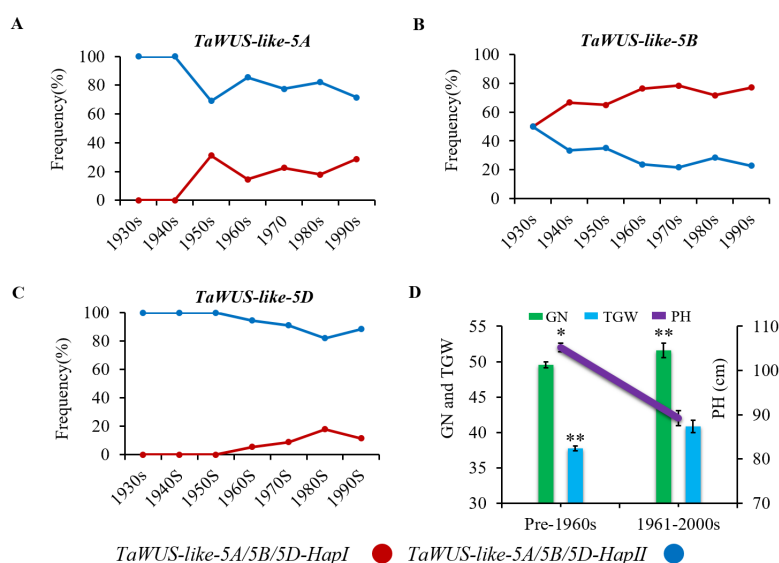 A
TaWUS-like-5A
Frequency(%)
100
80
60
40
20
0
1930s
1940s
1950s
1960s
1970
1980s
1990s
B
TaWUS-like-5B
Frequency(%)
100
80
60
40
20
0
1930s
1940s
1950s
1960s
1970s
1980s
1990s
C
TaWUS-like-5D
Frequency(%)
100
80
60
40
20
0
1930s
1940S
1950S
1960S
1970S
1980S
1990S
D
GN TGW PH
GN and TGW
55
50
45
40
35
30
* **
**
110
100
90
80
70
PH (cm)
Pre-1960s 1961-2000s
TaWUS-like-5A/5B/5D-HapI TaWUS-like-5A/5B/5D-HapII